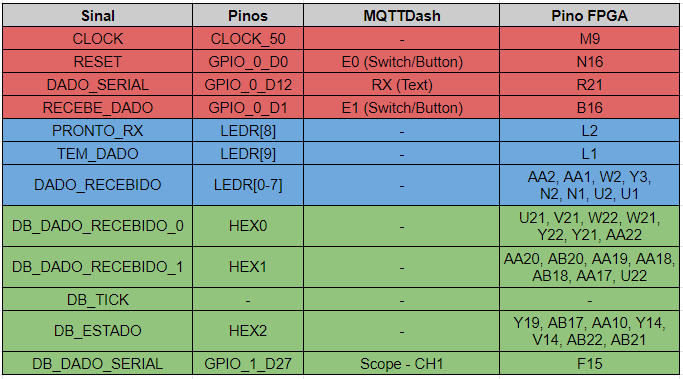 Sinal Pinos MQTTDash Pino FPGA
CLOCK CLOCK_50 - M9
RESET GPIO_0_D0 E0 (Switch/Button) N16
DADO_SERIAL GPIO_0_D12 RX (Text) R21
RECEBE_DADO GPIO_0_D1 E1 (Switch/Button) B16
PRONTO_RX LEDR[8] - L2
TEM_DADO LEDR[9] - L1
DADO_RECEBIDO LEDR[0-7] - AA2, AA1, W2, Y3,
N2, N1, U2, U1
DB_DADO_RECEBIDO_0 HEX0 - U21, V21, W22, W21,
Y22, Y21, AA22
DB_DADO_RECEBIDO_1 HEX1 - AA20, AB20, AA19, AA18,
AB18, AA17, U22
DB_TICK - - -
DB_ESTADO HEX2 - Y19, AB17, AA10, Y14,
V14, AB22, AB21
DB_DADO_SERIAL GPIO_1_D27 Scope - CH1 F15